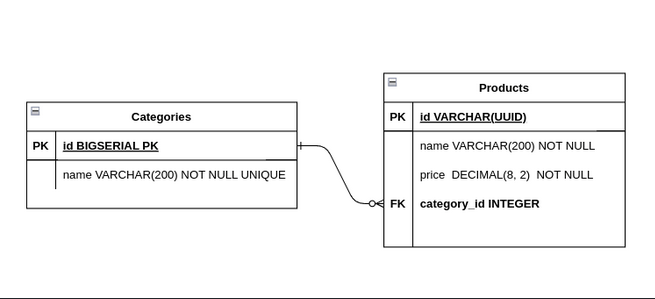 Categories
PK id BIGSERIAL PK
name VARCHAR(200) NOT NULL UNIQUE
Products
PK id VARCHAR(UUID)
name VARCHAR(200) NOT NULL
price DECIMAL(8, 2) NOT NULL
FK category_id INTEGER